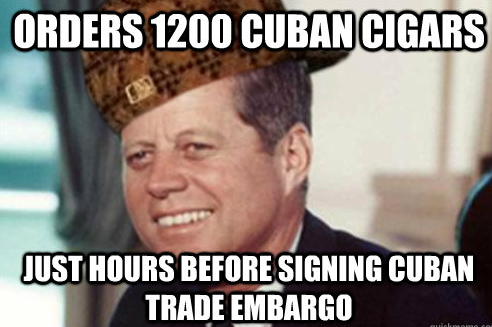 ORDERS 1200 CUBAN CIGARS
JUST HOURS BEFORE SIGNING CUBAN
TRADE EMBARGO